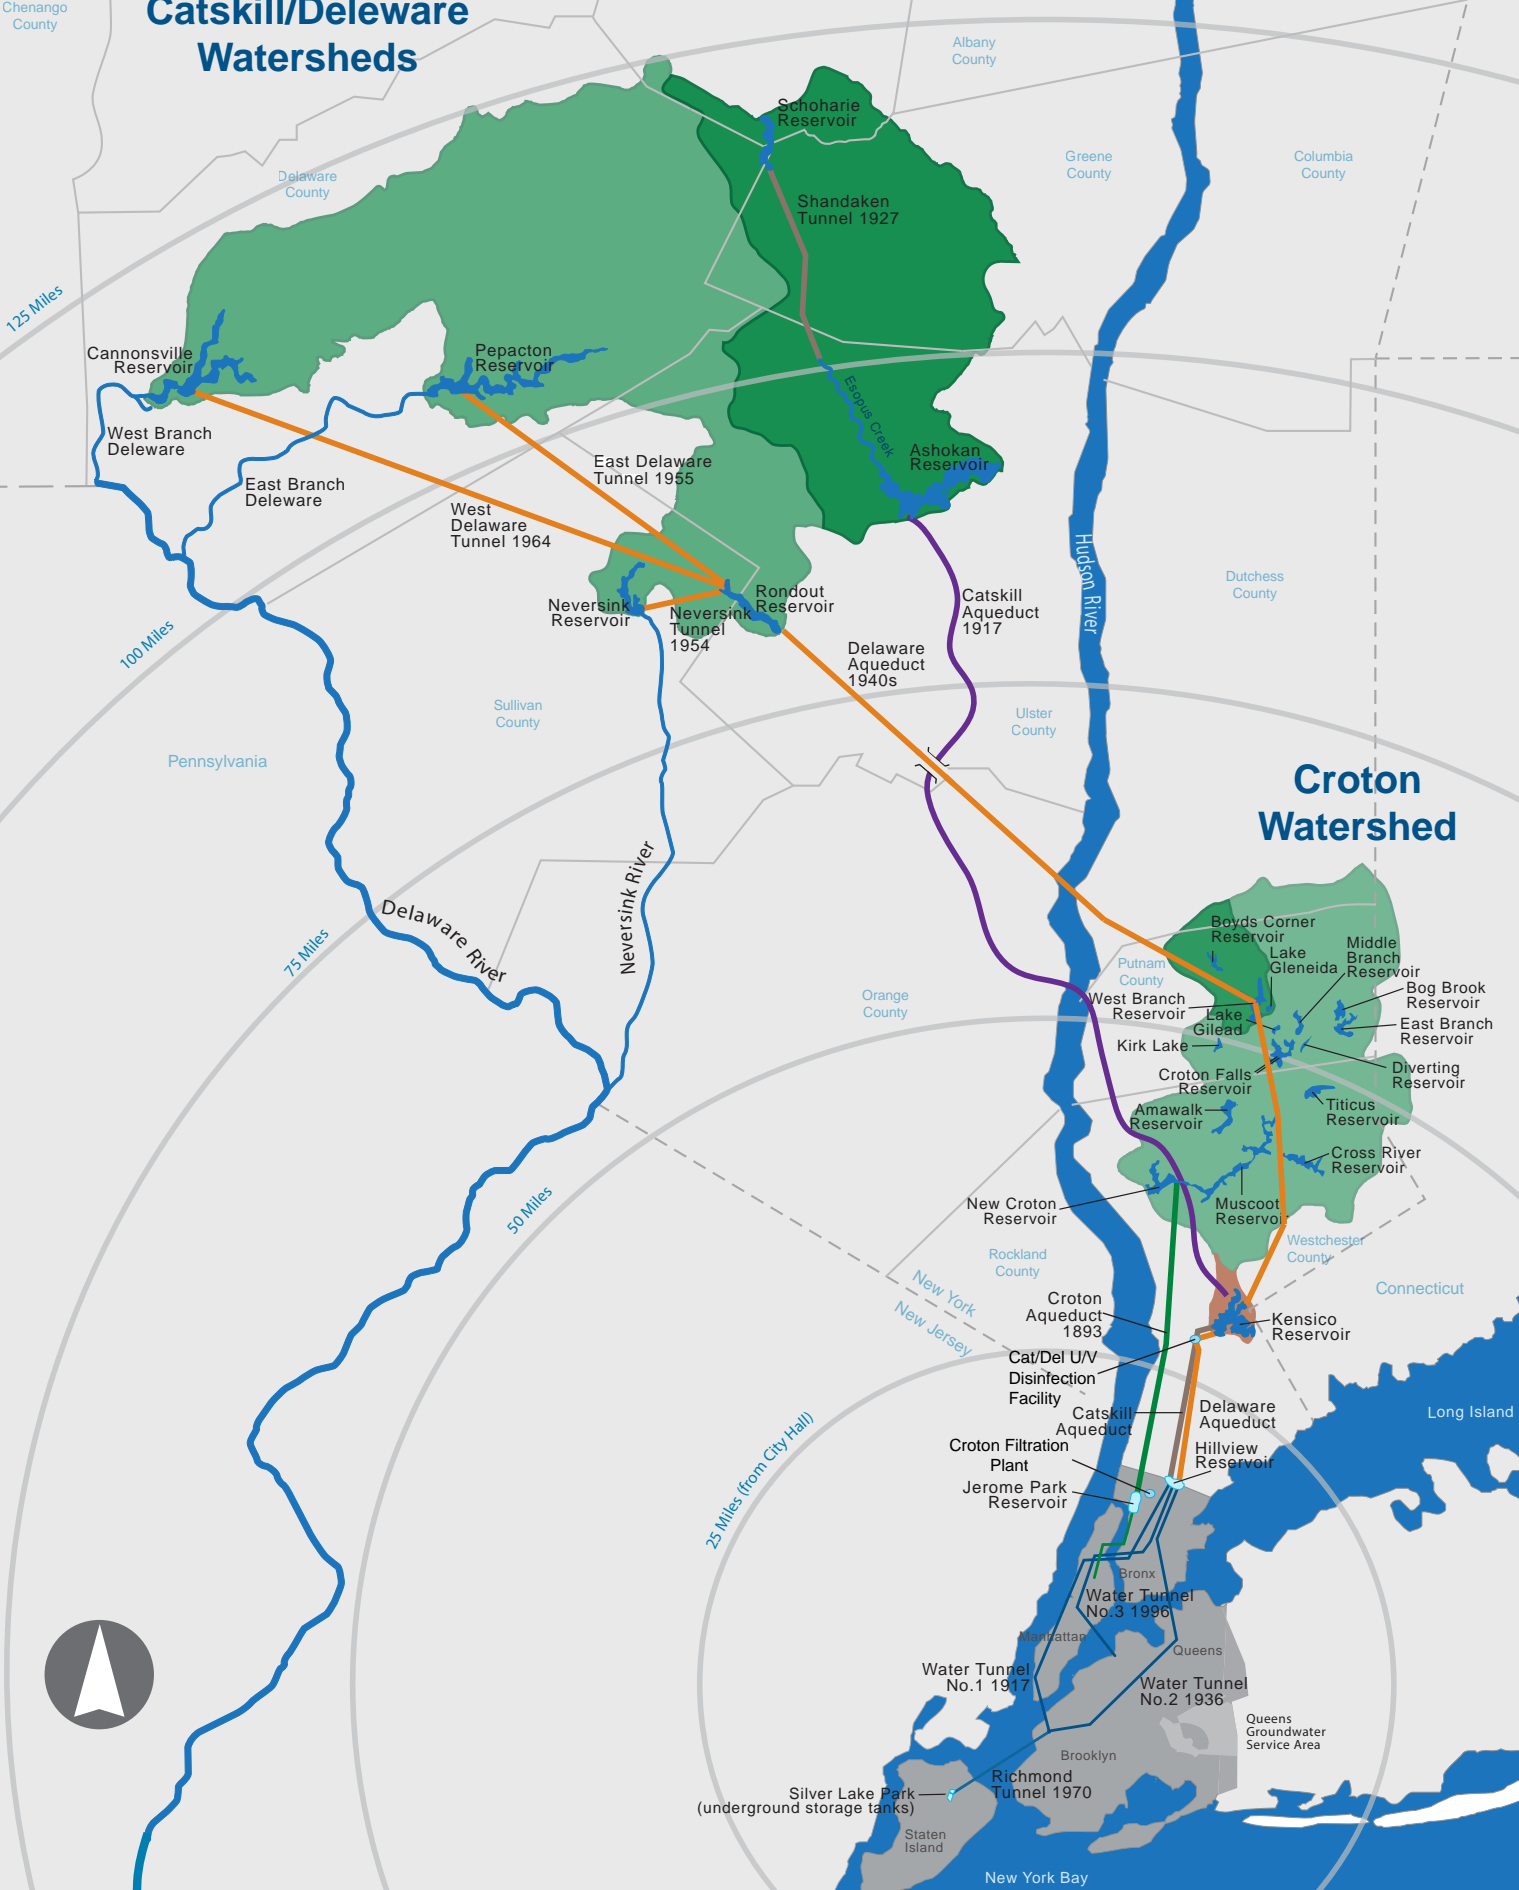 Chenango
County
Catskill/Deleware
Watersheds
Albany
County
Schoharie
Reservoir
Greene
County
Columbia
County
Delaware
County
Shandaken
Tunnel 1927
125 Miles
Cannonsville
Reservoir
Pepacton
Reservoir
Esopus Creek
West Branch
Deleware
Ashokan
Reservoir
East Delaware
Tunnel 1955
East Branch
Deleware
West
Delaware
Tunnel 1964
Hudson River
Dutchess
County
Neversink
Reservoir
Neversink
Tunnel
1954
Rondout
Reservoir
Catskill
Aqueduct
1917
100 Miles
Delaware
Aqueduct
1940s
Sullivan
County
Ulster
County
Pennsylvania
Croton
Watershed
Neversink River
Delaware River
75 Miles
Boyds Corner
Reservoir
Lake
Gleneida
Middle
Branch
Reservoir
Putnam
County
Bog Brook
Reservoir
Orange
County
West Branch
Reservoir
Lake
Gilead
East Branch
Reservoir
Kirk Lake
Croton Falls
Reservoir
Diverting
Reservoir
Amawalk
Reservoir
Titicus
Reservoir
Cross River
Reservoir
50 Miles
New Croton
Reservoir
Muscoot
Reservoir
Westchester
County
Rockland
County
New York
New Jersey
Connecticut
Croton
Aqueduct
1893
Kensico
Reservoir
Cat/Del U/V
Disinfection
Facility
Catskill
Aqueduct
Delaware
Aqueduct
Long Island
25 Miles (from City Hall)
Croton Filtration
Plant
Hillview
Reservoir
Jerome Park
Reservoir
Bronx
Water Tunnel
No.3 1996
Manhattan
Queens
Water Tunnel
No.1 1917
Water Tunnel
No.2 1936
Queens
Groundwater
Service Area
Brooklyn
Richmond
Tunnel 1970
Silver Lake Park
(underground storage tanks)
Staten
Island
New York Bay